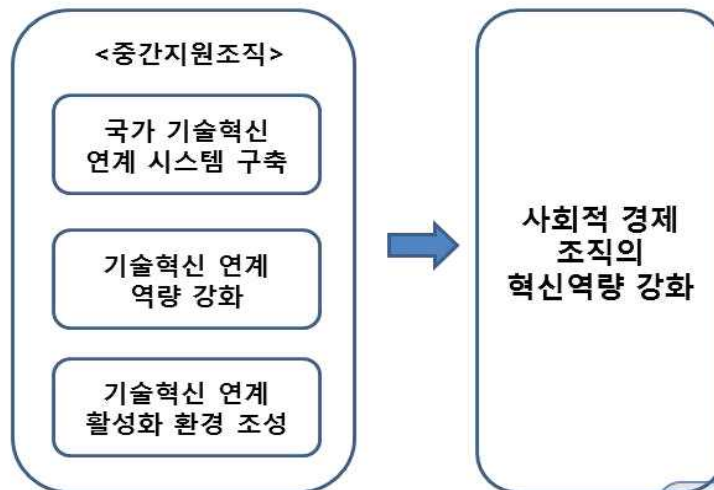 <중간지원조직>
국가 기술혁신
연계 시스템 구축
기술혁신 연계
역량 강화
기술혁신 연계
활성화 환경 조성
사회적 경제
조직의
혁신역량 강화